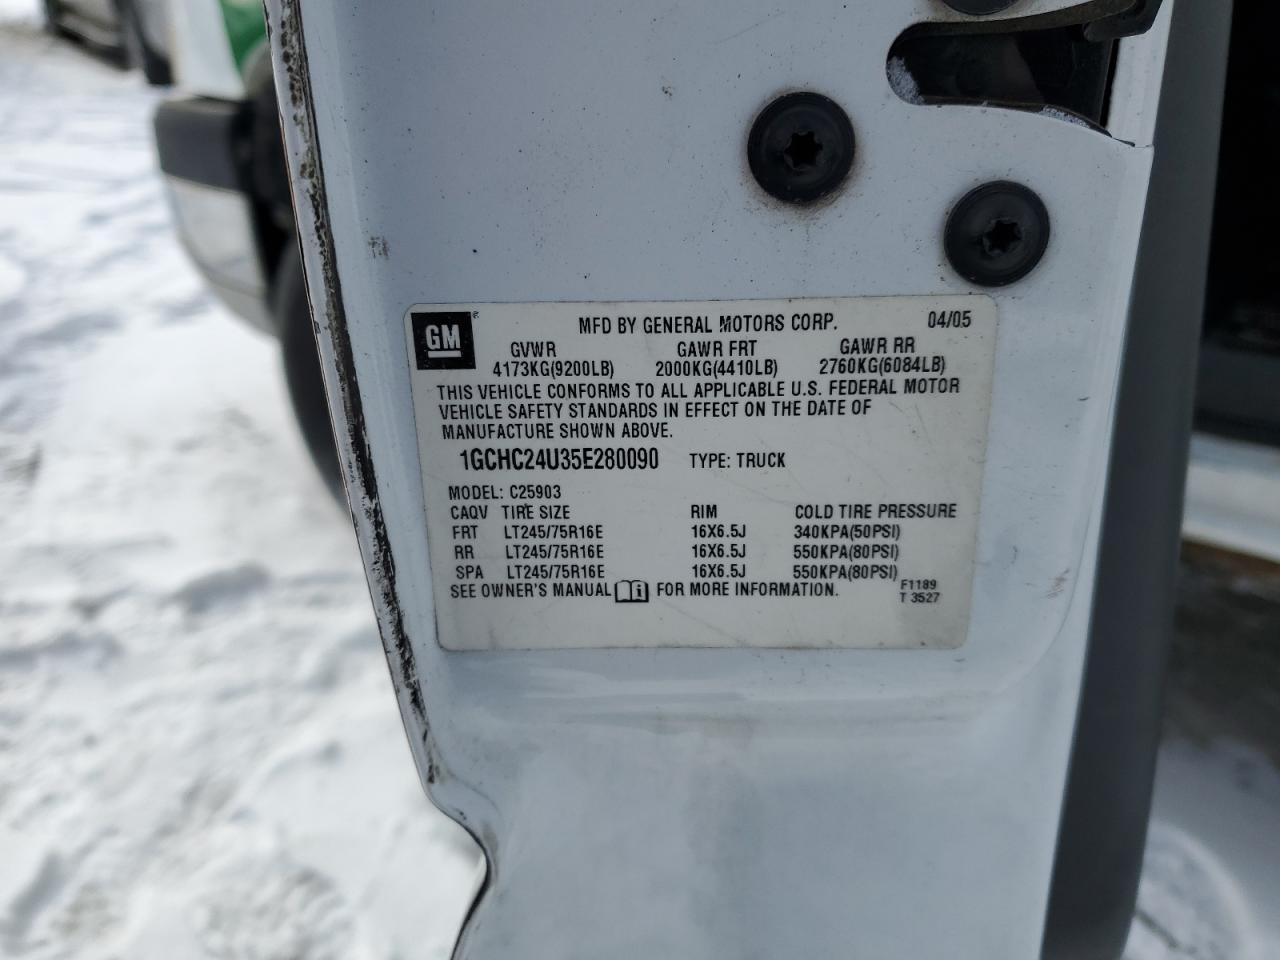 GM ®
MFD BY GENERAL MOTORS CORP. 04/05
GVWR GAWR FRT GAWR RR
4173KG(9200LB) 2000KG(4410LB) 2760KG(6084LB)
THIS VEHICLE CONFORMS TO ALL APPLICABLE U.S. FEDERAL MOTOR
VEHICLE SAFETY STANDARDS IN EFFECT ON THE DATE OF
MANUFACTURE SHOWN ABOVE.
1GCHC24U35E280090 TYPE: TRUCK
MODEL: C25903
CAQV TIRE SIZE RIM COLD TIRE PRESSURE
FRT LT245/75R16E 16X6.5J 340KPA(50PSI)
RR LT245/75R16E 16X6.5J 550KPA(80PSI)
SPA LT245/75R16E 16X6.5J 550KPA(80PSI)
SEE OWNER'S MANUAL i FOR MORE INFORMATION. F1189
T 3527